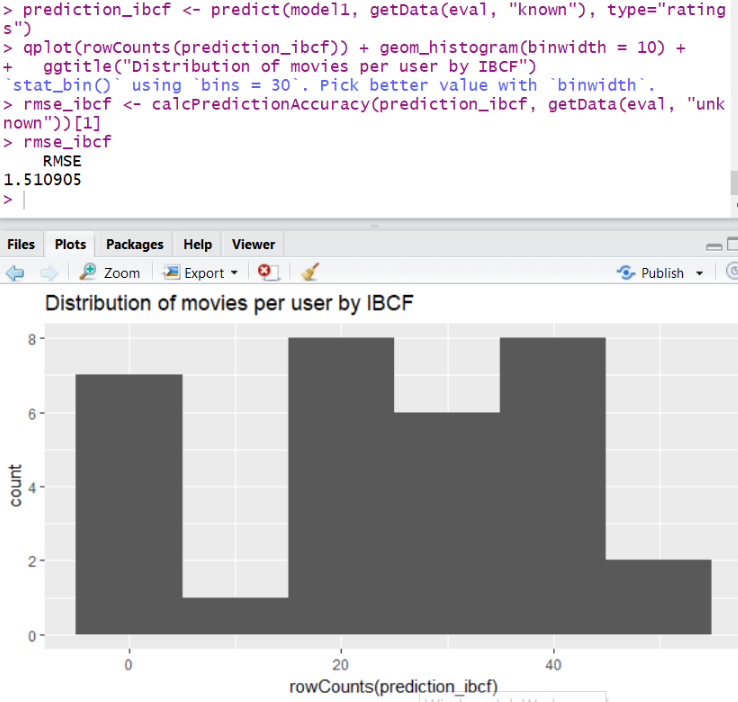 > prediction_ibcf <- predict(model1, getData(eval, "known"), type="rating
s")
> qplot(rowCounts(prediction_ibcf)) + geom_histogram(binwidth = 10) +
+   ggtitle("Distribution of movies per user by IBCF")
`stat_bin()` using `bins = 30`. Pick better value with `binwidth`.
> rmse_ibcf <- calcPredictionAccuracy(prediction_ibcf, getData(eval, "unk
nown"))[1]
> rmse_ibcf
    RMSE
1.510905
>
Files Plots Packages Help Viewer
Zoom Export Publish
Distribution of movies per user by IBCF
8
6
4
2
0
count
0 20 40
rowCounts(prediction_ibcf)